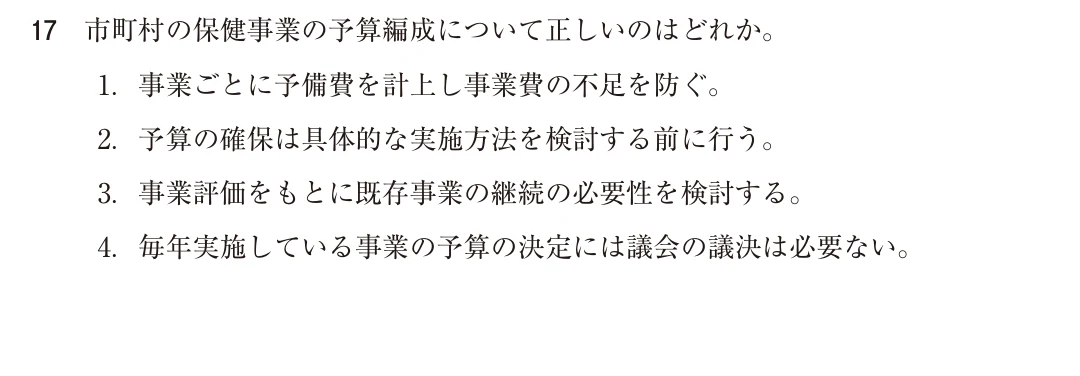 17 市町村の保健事業の予算編成について正しいのはどれか。
1. 事業ごとに予備費を計上し事業費の不足を防ぐ。
2. 予算の確保は具体的な実施方法を検討する前に行う。
3. 事業評価をもとに既存事業の継続の必要性を検討する。
4. 毎年実施している事業の予算の決定には議会の議決は必要ない。